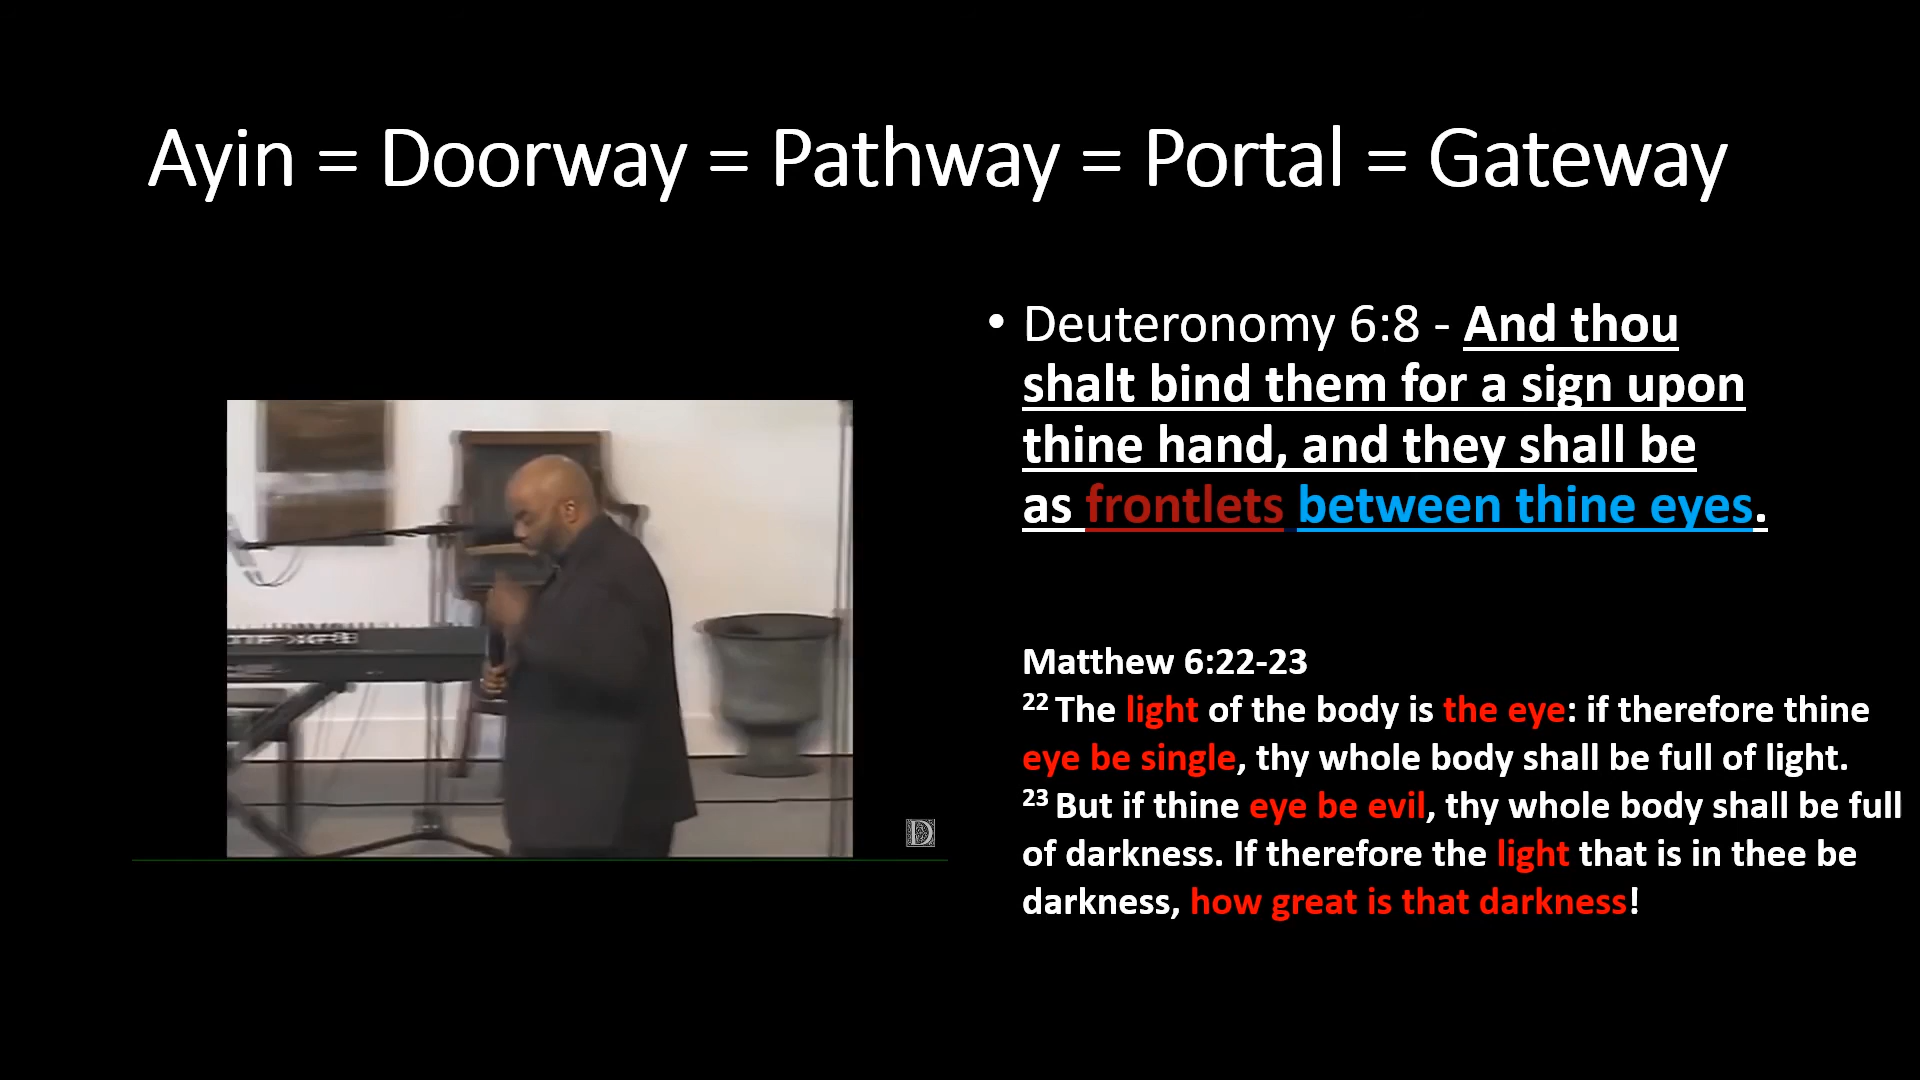 Ayin = Doorway = Pathway = Portal = Gateway
• Deuteronomy 6:8 - And thou
shalt bind them for a sign upon
thine hand, and they shall be
as frontlets between thine eyes.
Matthew 6:22-23
22 The light of the body is the eye: if therefore thine
eye be single, thy whole body shall be full of light.
23 But if thine eye be evil, thy whole body shall be full
of darkness. If therefore the light that is in thee be
darkness, how great is that darkness!
D